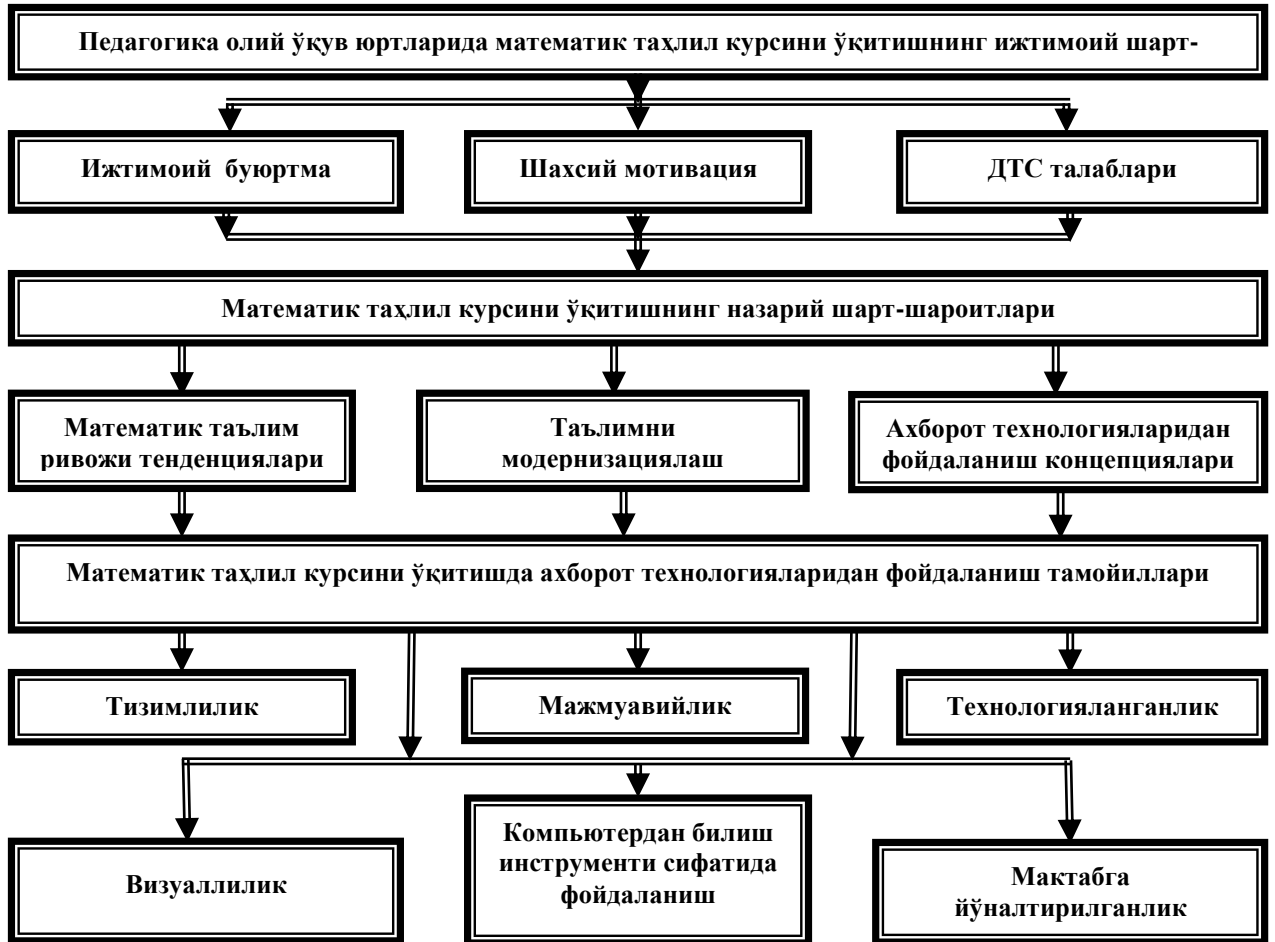 Педагогика олий ўқув юртларида математик таҳлил курсини ўқитишнинг ижтимоий шарт-
Ижтимоий буюртма
Шахсий мотивация
ДТС талаблари
Математик таҳлил курсини ўқитишнинг назарий шарт-шароитлари
Математик таълим
ривожи тенденциялари
Таълимни
модернизациялаш
Ахборот технологияларидан
фойдаланиш концепциялари
Математик таҳлил курсини ўқитишда ахборот технологияларидан фойдаланиш тамойиллари
Тизимлилик
Мажмуавийлик
Технологияланганлик
Визуаллилик
Компьютердан билиш
инструменти сифатида
фойдаланиш
Мактабга
йўналтирилганлик